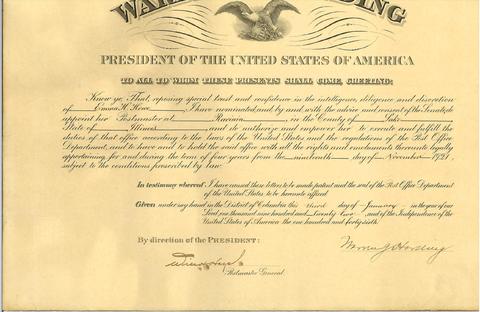 WARREN G. HARDING
PRESIDENT OF THE UNITED STATES OF AMERICA
TO ALL TO WHOM THESE PRESENTS SHALL COME, GREETING:
Know ye, That, reposing special trust and confidence in the intelligence, diligence and discretion
of Emma H. Howe I have nominated, and by and with the advice and consent of the Senate, do
appoint her Postmaster at Ravinia in the County of Lake
State of Illinois and do authorize and empower her to execute and fulfill the
duties of that office according to the laws of the United States and the regulations of the Post Office
Department, and to have and to hold the said office with all the rights and emoluments thereunto legally
appertaining for and during the term of four years from the nineteenth day of November 1921,
subject to the conditions prescribed by law.
In testimony whereof I have caused these letters to be made patent and the seal of the Post Office Department
of the United States to be hereunto affixed.
Given under my hand in the District of Columbia this third day of January in the year of our
Lord one thousand nine hundred and twenty two and of the Independence of the
United States of America the one hundred and forty sixth.
By direction of the PRESIDENT: Warren G Harding
Will H. Hays
Postmaster General.